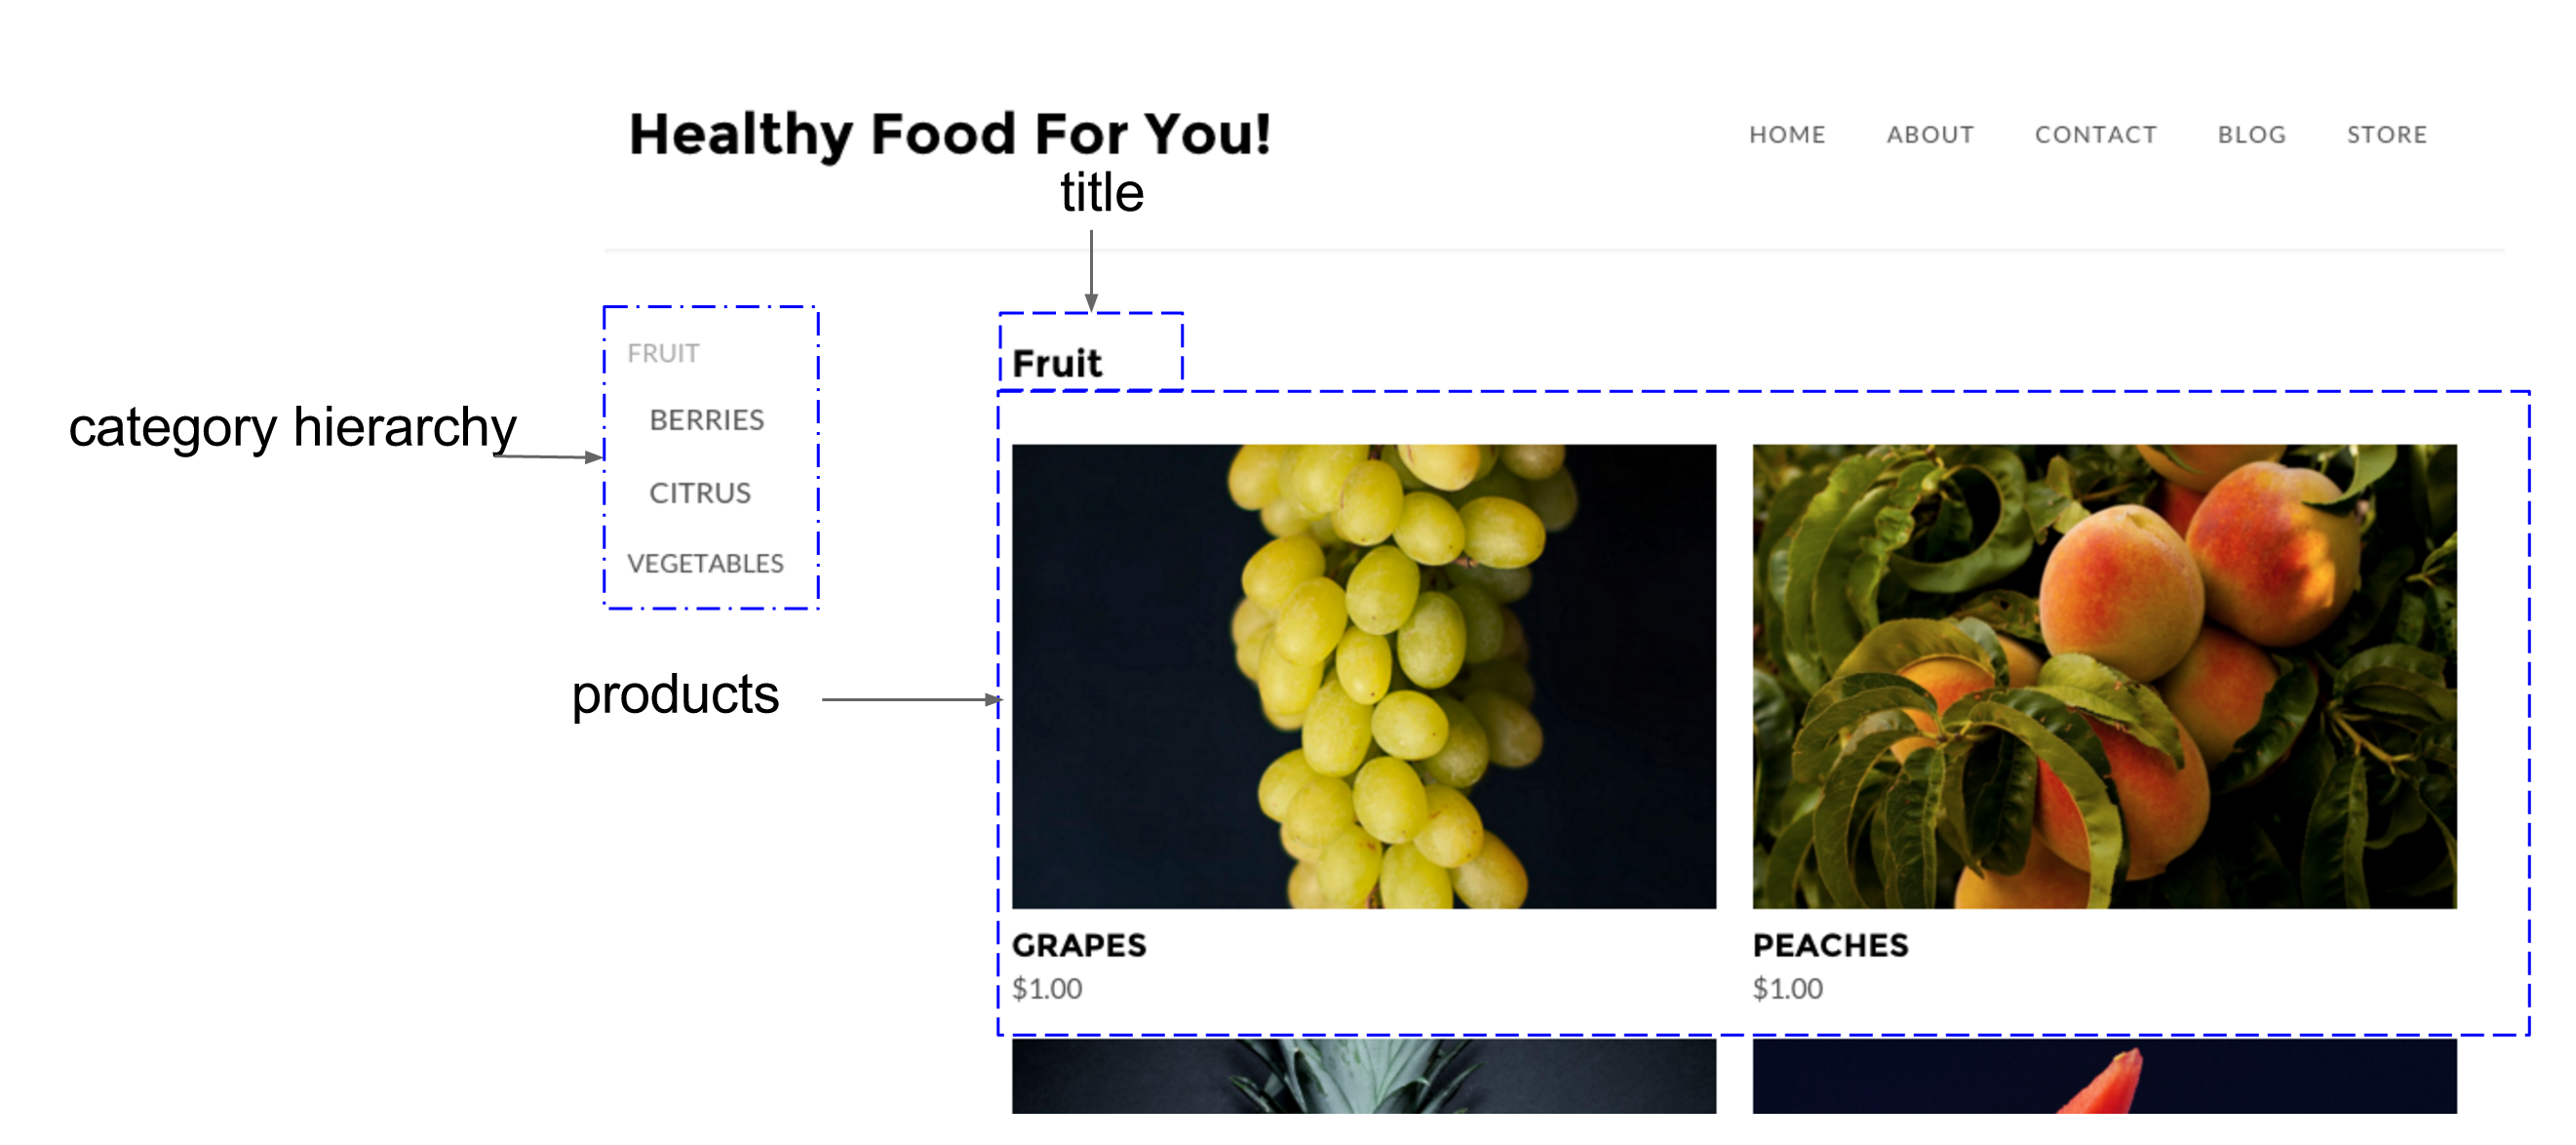 Healthy Food For You!
HOME ABOUT CONTACT BLOG STORE
title
FRUIT
BERRIES
CITRUS
VEGETABLES
category hierarchy
products
Fruit
GRAPES
$1.00
PEACHES
$1.00